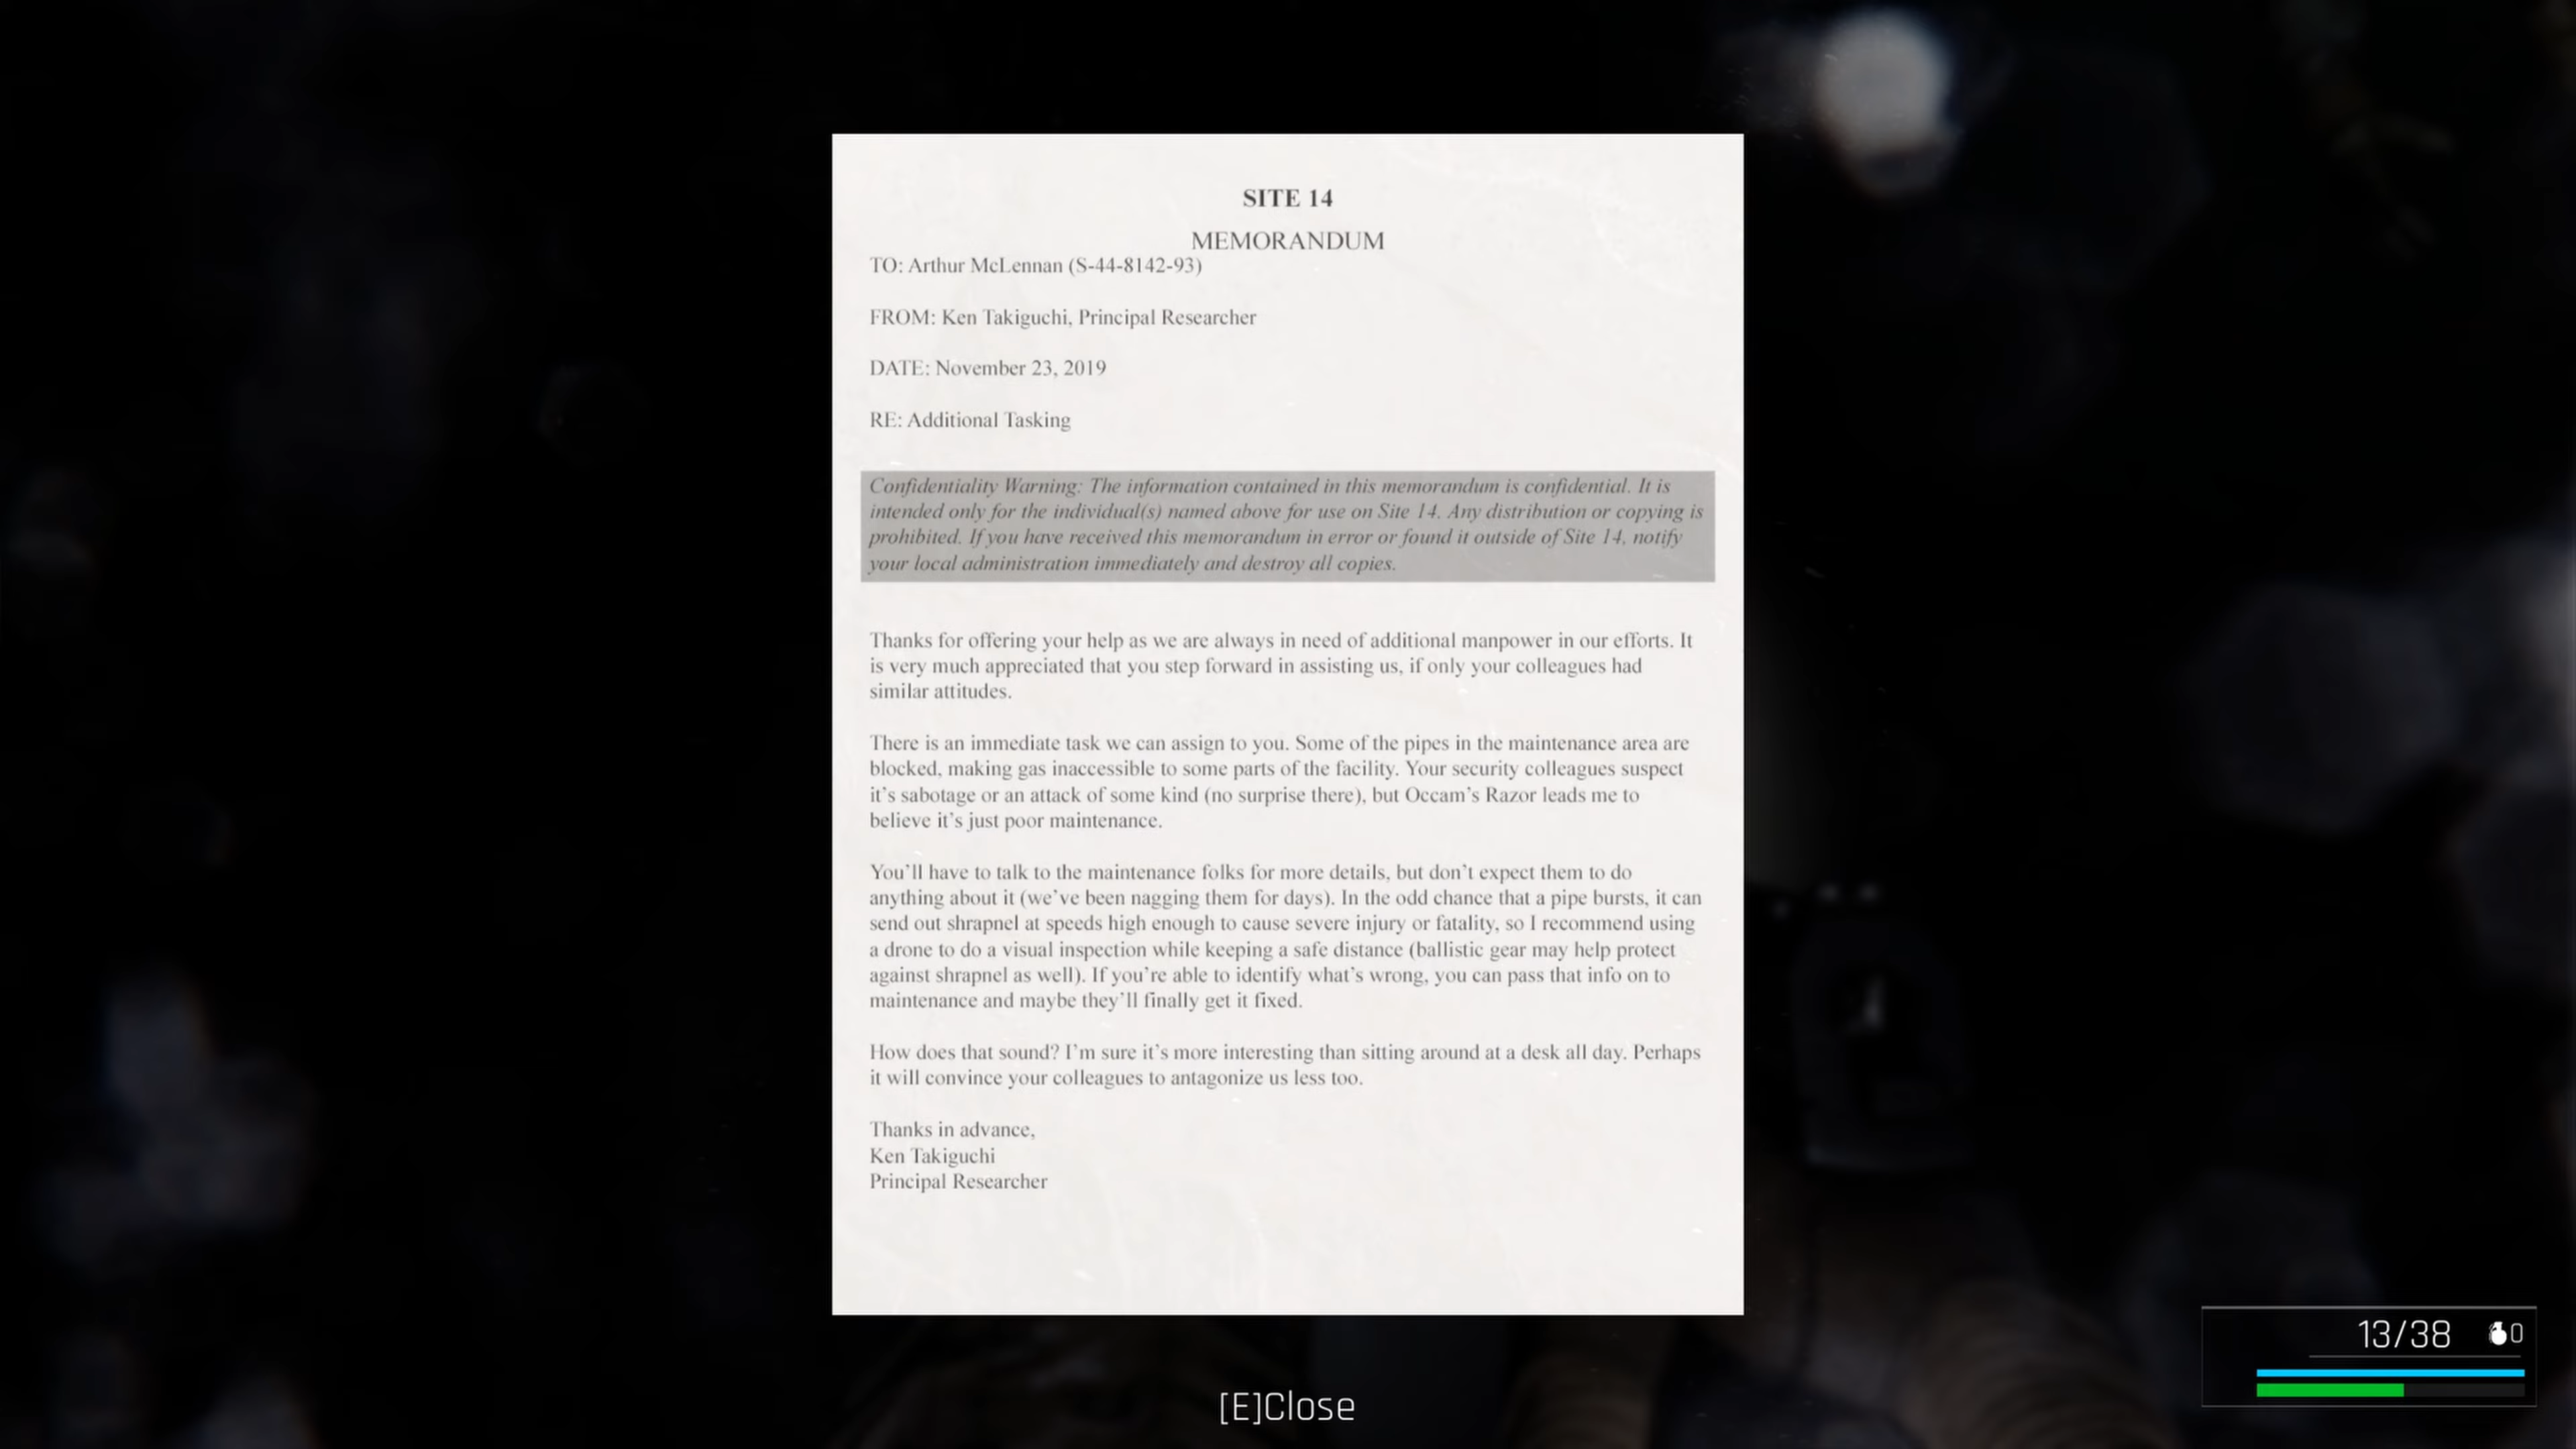 SITE 14
MEMORANDUM
TO: Arthur McLennan (S-44-8142-93)
FROM: Ken Takiguchi, Principal Researcher
DATE: November 23, 2019
RE: Additional Tasking
Confidentiality Warning: The information contained in this memorandum is confidential. It is
intended only for the individual(s) named above for use on Site 14. Any distribution or copying is
prohibited. If you have received this memorandum in error or found it outside of Site 14, notify
your local administration immediately and destroy all copies.
Thanks for offering your help as we are always in need of additional manpower in our efforts. It
is very much appreciated that you step forward in assisting us, if only your colleagues had
similar attitudes.
There is an immediate task we can assign to you. Some of the pipes in the maintenance area are
blocked, making gas inaccessible to some parts of the facility. Your security colleagues suspect
it's sabotage or an attack of some kind (no surprise there), but Occam's Razor leads me to
believe it's just poor maintenance.
You'll have to talk to the maintenance folks for more details, but don't expect them to do
anything about it (we've been nagging them for days). In the odd chance that a pipe bursts, it can
send out shrapnel at speeds high enough to cause severe injury or fatality, so I recommend using
a drone to do a visual inspection while keeping a safe distance (ballistic gear may help protect
against shrapnel as well). If you're able to identify what's wrong, you can pass that info on to
maintenance and maybe they'll finally get it fixed.
How does that sound? I'm sure it's more interesting than sitting around at a desk all day. Perhaps
it will convince your colleagues to antagonize us less too.
Thanks in advance,
Ken Takiguchi
Principal Researcher
13/38 0
[E]Close